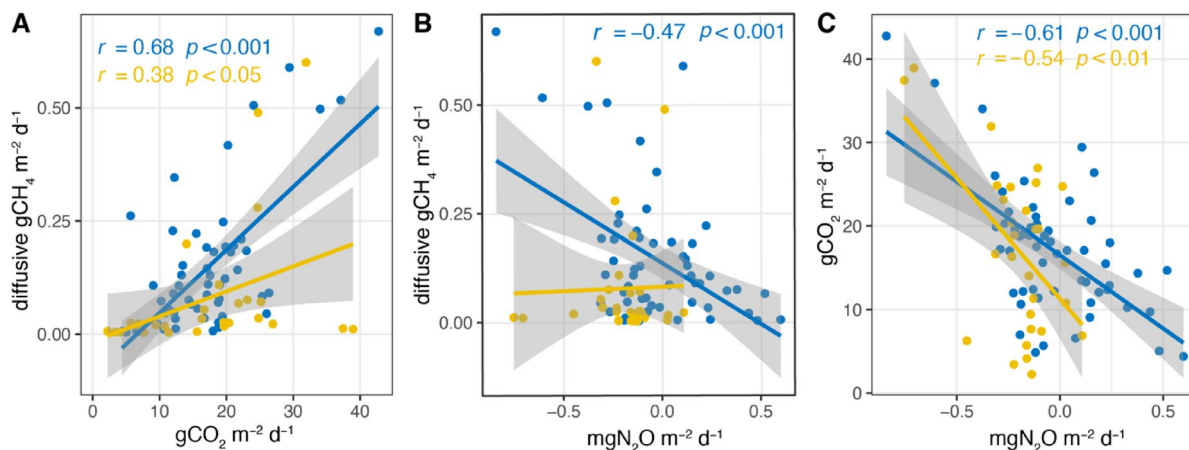 A
r = 0.68 p < 0.001
r = 0.38 p < 0.05
diffusive gCH₄ m⁻² d⁻¹
0.50
0.25
0.00
0 10 20 30 40
gCO₂ m⁻² d⁻¹
B
r = −0.47 p < 0.001
diffusive gCH₄ m⁻² d⁻¹
0.50
0.25
0.00
−0.5 0.0 0.5
mgN₂O m⁻² d⁻¹
C
r = −0.61 p < 0.001
r = −0.54 p < 0.01
gCO₂ m⁻² d⁻¹
40
30
20
10
0
−0.5 0.0 0.5
mgN₂O m⁻² d⁻¹